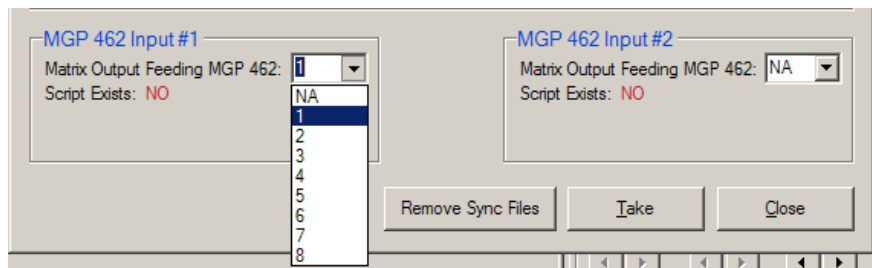 MGP 462 Input #1
Matrix Output Feeding MGP 462: 1
Script Exists: NO
NA
1
2
3
4
5
6
7
8
MGP 462 Input #2
Matrix Output Feeding MGP 462: NA
Script Exists: NO
Remove Sync Files
Take
Close